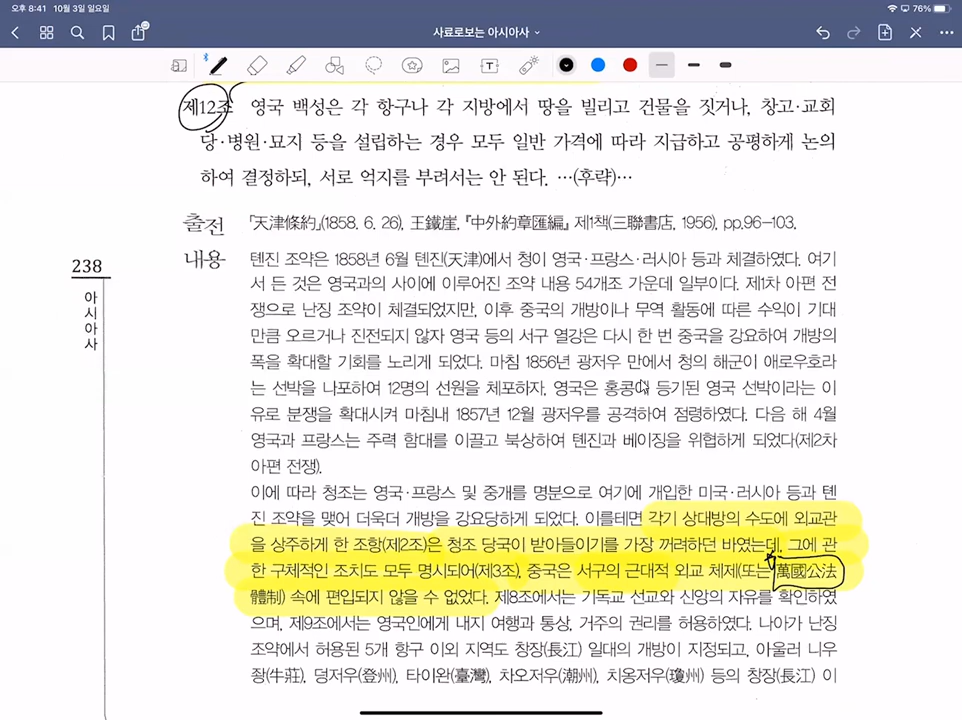 오후 8:41 10월 3일 일요일
76%
사료로보는 아시아사
제12조 영국 백성은 각 항구나 각 지방에서 땅을 빌리고 건물을 짓거나, 창고·교회
당·병원·묘지 등을 설립하는 경우 모두 일반 가격에 따라 지급하고 공평하게 논의
하여 결정하되, 서로 억지를 부려서는 안 된다. …(후략)…
출전 「天津條約」(1858. 6. 26), 王鐵崖, 『中外約章匯編』 제1책(三聯書店, 1956), pp.96-103.
238
아시아사
내용 톈진 조약은 1858년 6월 톈진(天津)에서 청이 영국·프랑스·러시아 등과 체결하였다. 여기
서 든 것은 영국과의 사이에 이루어진 조약 내용 54개조 가운데 일부이다. 제1차 아편 전
쟁으로 난징 조약이 체결되었지만, 이후 중국의 개방이나 무역 활동에 따른 수익이 기대
만큼 오르거나 진전되지 않자 영국 등의 서구 열강은 다시 한 번 중국을 강요하여 개방의
폭을 확대할 기회를 노리게 되었다. 마침 1856년 광저우 만에서 청의 해군이 애로우호라
는 선박을 나포하여 12명의 선원을 체포하자, 영국은 홍콩에 등기된 영국 선박이라는 이
유로 분쟁을 확대시켜 마침내 1857년 12월 광저우를 공격하여 점령하였다. 다음 해 4월
영국과 프랑스는 주력 함대를 이끌고 북상하여 톈진과 베이징을 위협하게 되었다(제2차
아편 전쟁).
이에 따라 청조는 영국·프랑스 및 중개를 명분으로 여기에 개입한 미국·러시아 등과 톈
진 조약을 맺어 더욱더 개방을 강요당하게 되었다. 이를테면 각기 상대방의 수도에 외교관
을 상주하게 한 조항(제2조)은 청조 당국이 받아들이기를 가장 꺼려하던 바였는데, 그에 관
한 구체적인 조치도 모두 명시되어(제3조), 중국은 서구의 근대적 외교 체제(또는 萬國公法
體制) 속에 편입되지 않을 수 없었다. 제8조에서는 기독교 선교와 신앙의 자유를 확인하였
으며, 제9조에서는 영국인에게 내지 여행과 통상, 거주의 권리를 허용하였다. 나아가 난징
조약에서 허용된 5개 항구 이외 지역도 창장(長江) 일대의 개방이 지정되고, 아울러 니우
장(牛莊), 덩저우(登州), 타이완(臺灣), 차오저우(潮州), 치옹저우(瓊州) 등의 창장(長江) 이